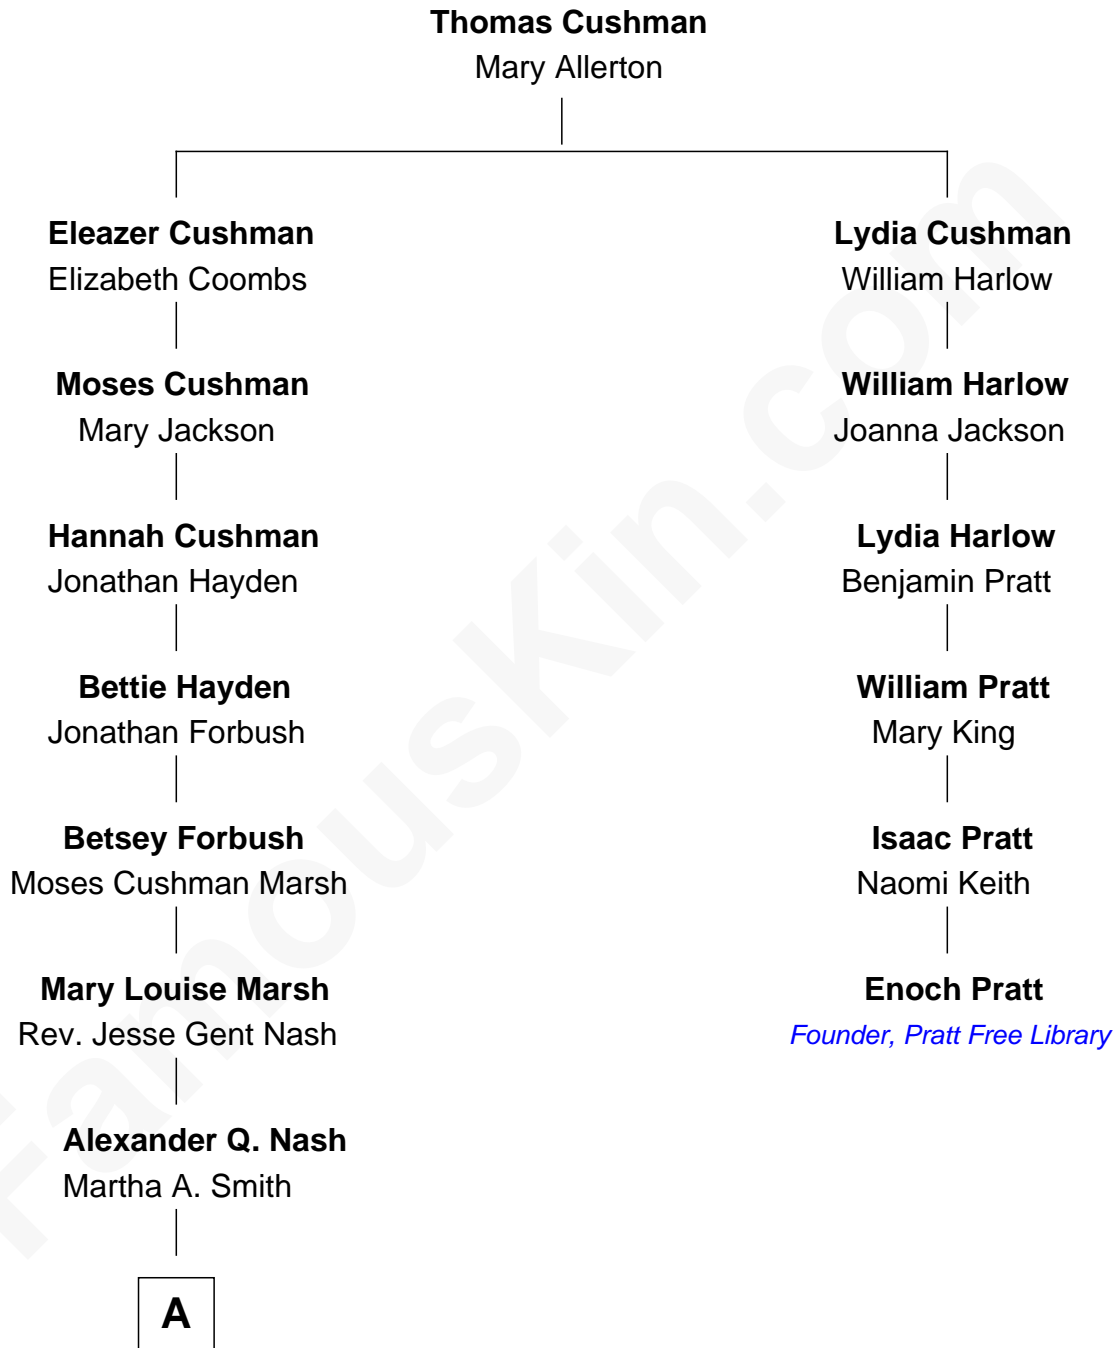 Thomas Cushman
Mary Allerton
Eleazer Cushman
Elizabeth Coombs
Moses Cushman
Mary Jackson
Hannah Cushman
Jonathan Hayden
Bettie Hayden
Jonathan Forbush
Betsey Forbush
Moses Cushman Marsh
Mary Louise Marsh
Rev. Jesse Gent Nash
Alexander Q. Nash
Martha A. Smith
A
Lydia Cushman
William Harlow
William Harlow
Joanna Jackson
Lydia Harlow
Benjamin Pratt
William Pratt
Mary King
Isaac Pratt
Naomi Keith
Enoch Pratt
Founder, Pratt Free Library
FamousKin.com